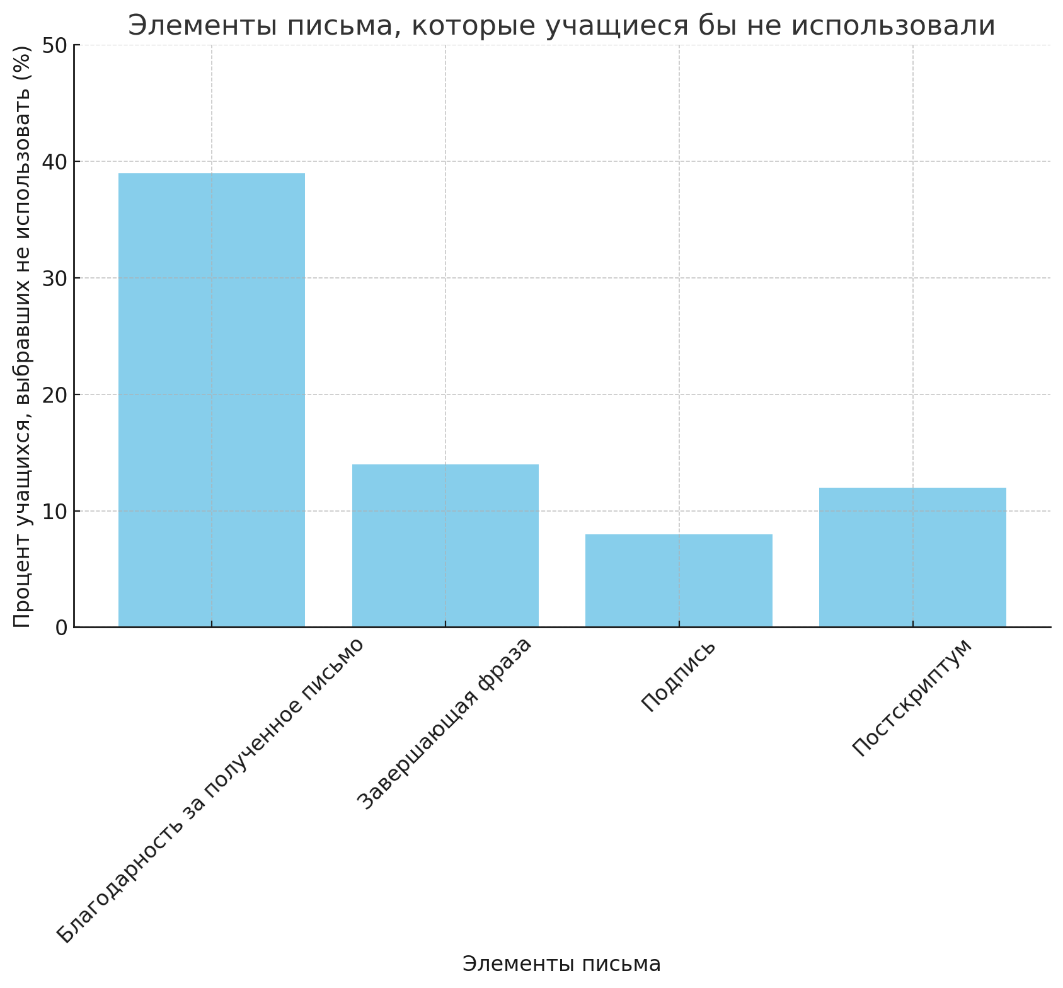 Элементы письма, которые учащиеся бы не использовали
Процент учащихся, выбравших не использовать (%)
50
40
30
20
10
0
Благодарность за полученное письмо
Завершающая фраза
Подпись
Постскриптум
Элементы письма